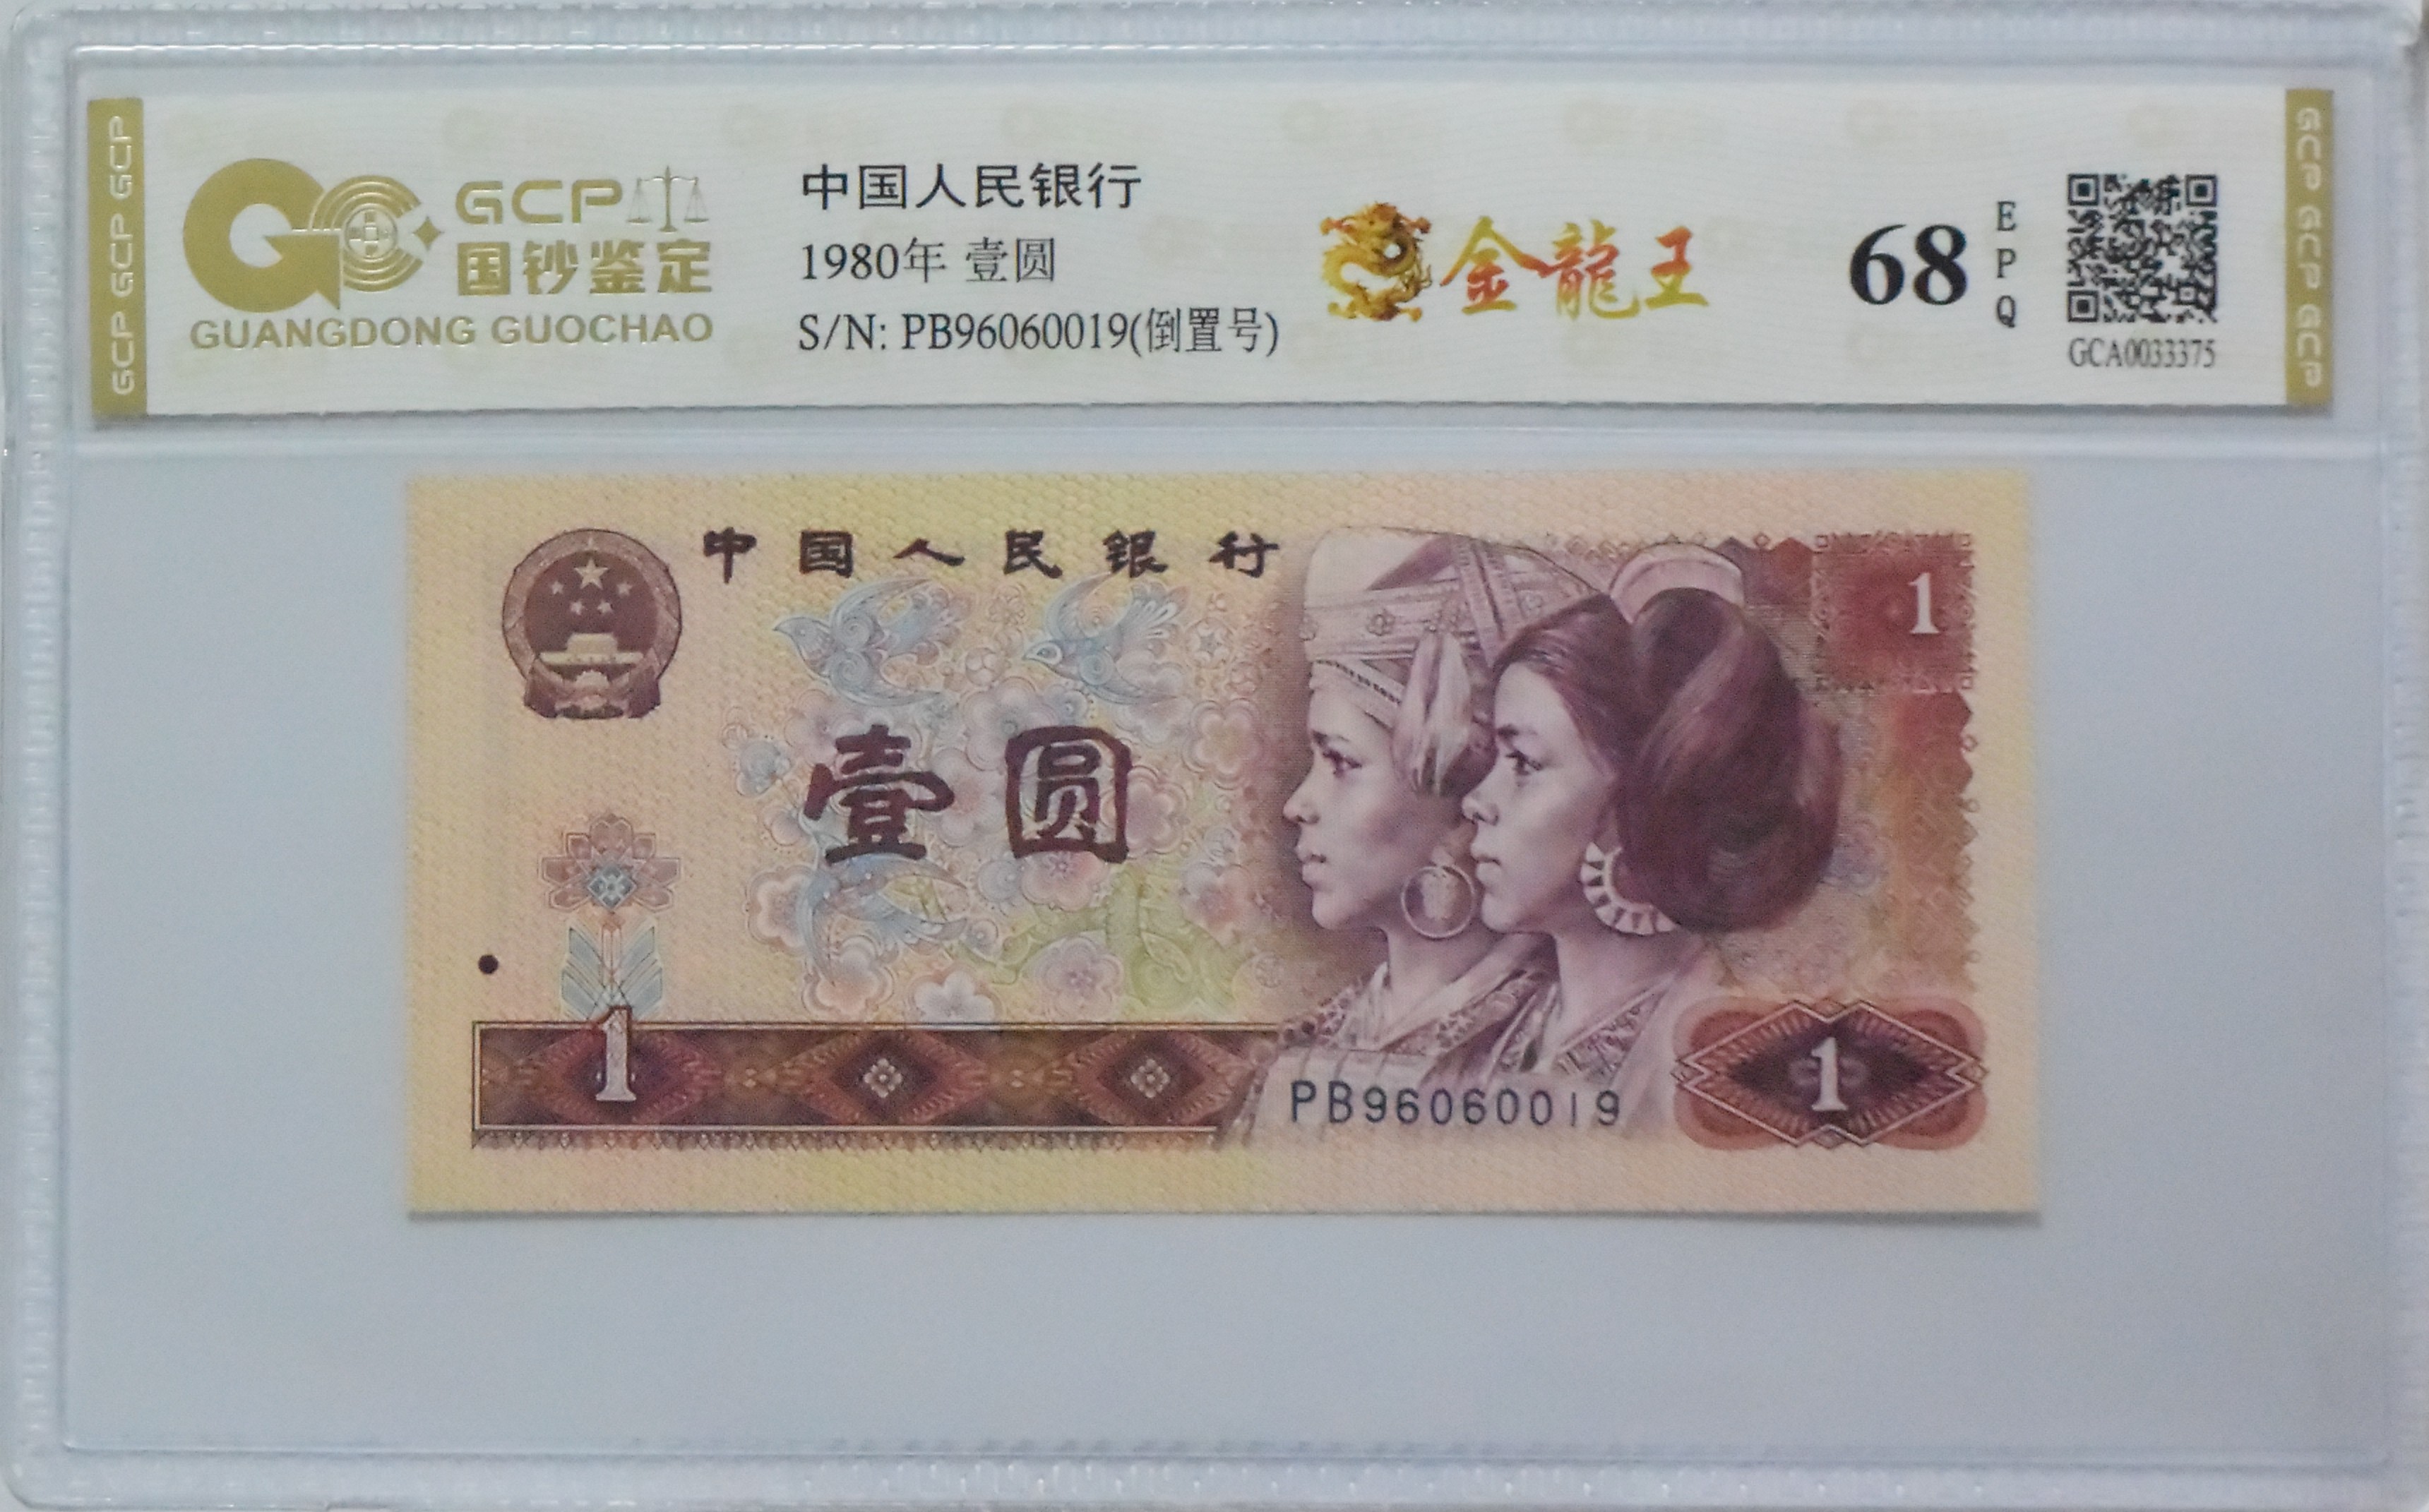 GCP GCP GCP
GCP
国钞鉴定
GUANGDONG GUOCHAO
中国人民银行
1980年 壹圆
S/N: PB96060019(倒置号)
金龍王
68
EPQ
GCA0033375
GCP GCP GCP
中国人民银行
1
壹圆
1
PB96060019
1